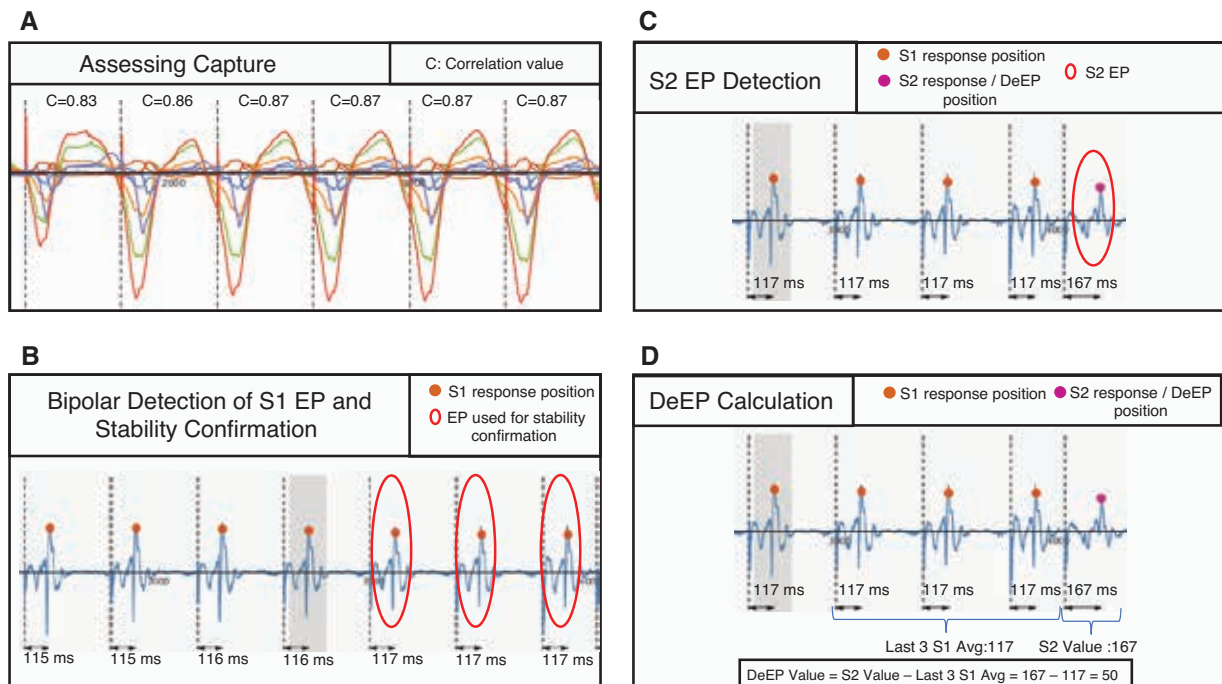 A
Assessing Capture
C: Correlation value
C=0.83 C=0.86 C=0.87 C=0.87 C=0.87 C=0.87
2000
B
Bipolar Detection of S1 EP and
Stability Confirmation
S1 response position
EP used for stability
confirmation
115 ms 115 ms 116 ms 116 ms 117 ms 117 ms 117 ms
C
S2 EP Detection
S1 response position
S2 response / DeEP
position
S2 EP
117 ms 117 ms 117 ms 117 ms 167 ms
D
DeEP Calculation
S1 response position
S2 response / DeEP
position
117 ms 117 ms 117 ms 117 ms 167 ms
Last 3 S1 Avg:117 S2 Value :167
DeEP Value = S2 Value – Last 3 S1 Avg = 167 – 117 = 50